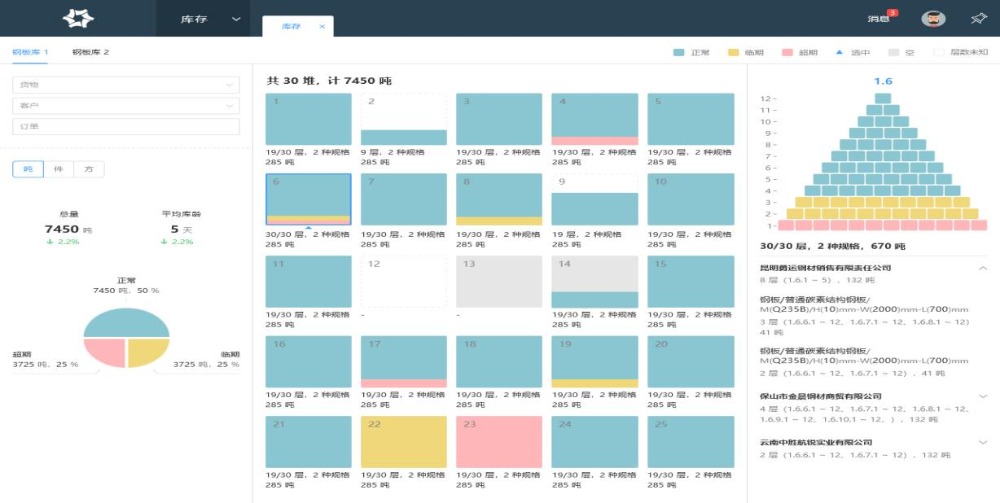 库存
库存 ×
消息 3
钢板库 1 钢板库 2
正常 临期 超期 选中 空 层数未知
货物
客户
订单
吨 件 方
总量 平均库龄
7450 吨 5 天
2.2% 2.2%
正常
7450 吨，50 %
超期 临期
3725 吨，25 % 3725 吨，25 %
共 30 堆，计 7450 吨
1 2 3 4 5
19/30 层，2 种规格 9 层，2 种规格 19/30 层，2 种规格 19/30 层，2 种规格 19/30 层，2 种规格
285 吨 285 吨 285 吨 285 吨 285 吨
6 7 8 9 10
30/30 层，2 种规格 19/30 层，2 种规格 19/30 层，2 种规格 19 层，2 种规格 19/30 层，2 种规格
285 吨 285 吨 285 吨 285 吨 285 吨
11 12 13 14 15
19/30 层，2 种规格 - - 19/30 层，2 种规格 19/30 层，2 种规格
285 吨 285 吨 285 吨
16 17 18 19 20
19/30 层，2 种规格 19/30 层，2 种规格 19/30 层，2 种规格 19/30 层，2 种规格 19/30 层，2 种规格
285 吨 285 吨 285 吨 285 吨 285 吨
21 22 23 24 25
19/30 层，2 种规格 19/30 层，2 种规格 19/30 层，2 种规格 19/30 层，2 种规格 19/30 层，2 种规格
285 吨 285 吨 285 吨 285 吨 285 吨
1.6
12
11
10
9
8
7
6
5
4
3
2
1
30/30 层，2 种规格，670 吨
昆明勇运钢材销售有限责任公司
8 层（1.6.1 ~ 5），132 吨
钢板/普通碳素结构钢板/
M(Q235B)/H(10)mm-W(2000)mm-L(700)mm
3 层（1.6.6.1 ~ 12、1.6.7.1 ~ 12、1.6.8.1 ~ 12）
41 吨
钢板/普通碳素结构钢板/
M(Q235B)/H(10)mm-W(2000)mm-L(700)mm
2 层（1.6.6.1 ~ 12、1.6.7.1 ~ 12），41 吨
保山市金晨钢材商贸有限公司
4 层（1.6.6.1 ~ 12、1.6.7.1 ~ 12、1.6.8.1 ~ 12、
1.6.9.1 ~ 12、1.6.10.1 ~ 12、），132 吨
云南中胜航锐实业有限公司
2 层（1.6.6.1 ~ 12、1.6.7.1 ~ 12），132 吨